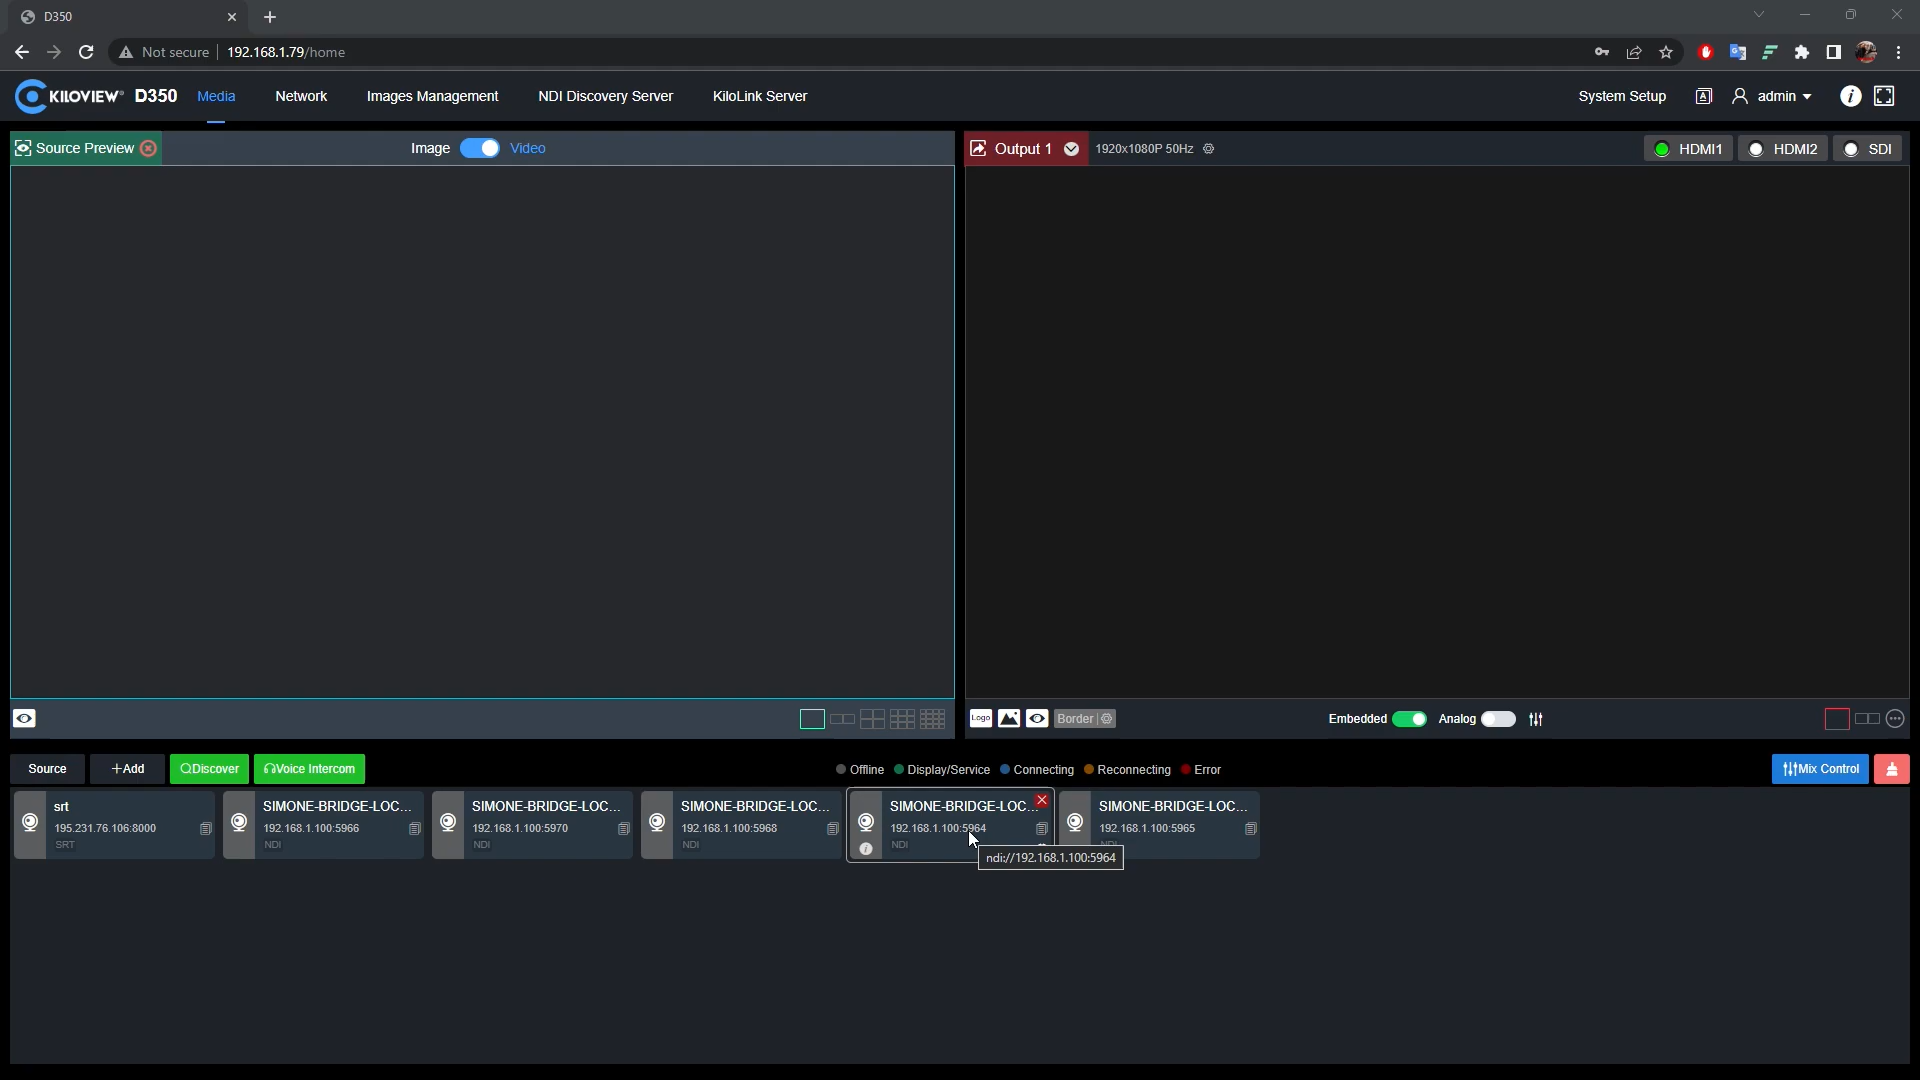 D350
Not secure 192.168.1.79/home
KILOVIEW D350 Media Network Images Management NDI Discovery Server KiloLink Server System Setup admin
Source Preview Image Video
Output 1 1920x1080P 50Hz HDMI1 HDMI2 SDI
Logo Border Embedded Analog
Source +Add Discover Voice Intercom Offline Display/Service Connecting Reconnecting Error Mix Control
srt
195.231.76.106:8000
SRT
SIMONE-BRIDGE-LOC...
192.168.1.100:5966
NDI
SIMONE-BRIDGE-LOC...
192.168.1.100:5970
NDI
SIMONE-BRIDGE-LOC...
192.168.1.100:5968
NDI
SIMONE-BRIDGE-LOC...
192.168.1.100:5964
NDI
SIMONE-BRIDGE-LOC...
192.168.1.100:5965
ndi://192.168.1.100:5964